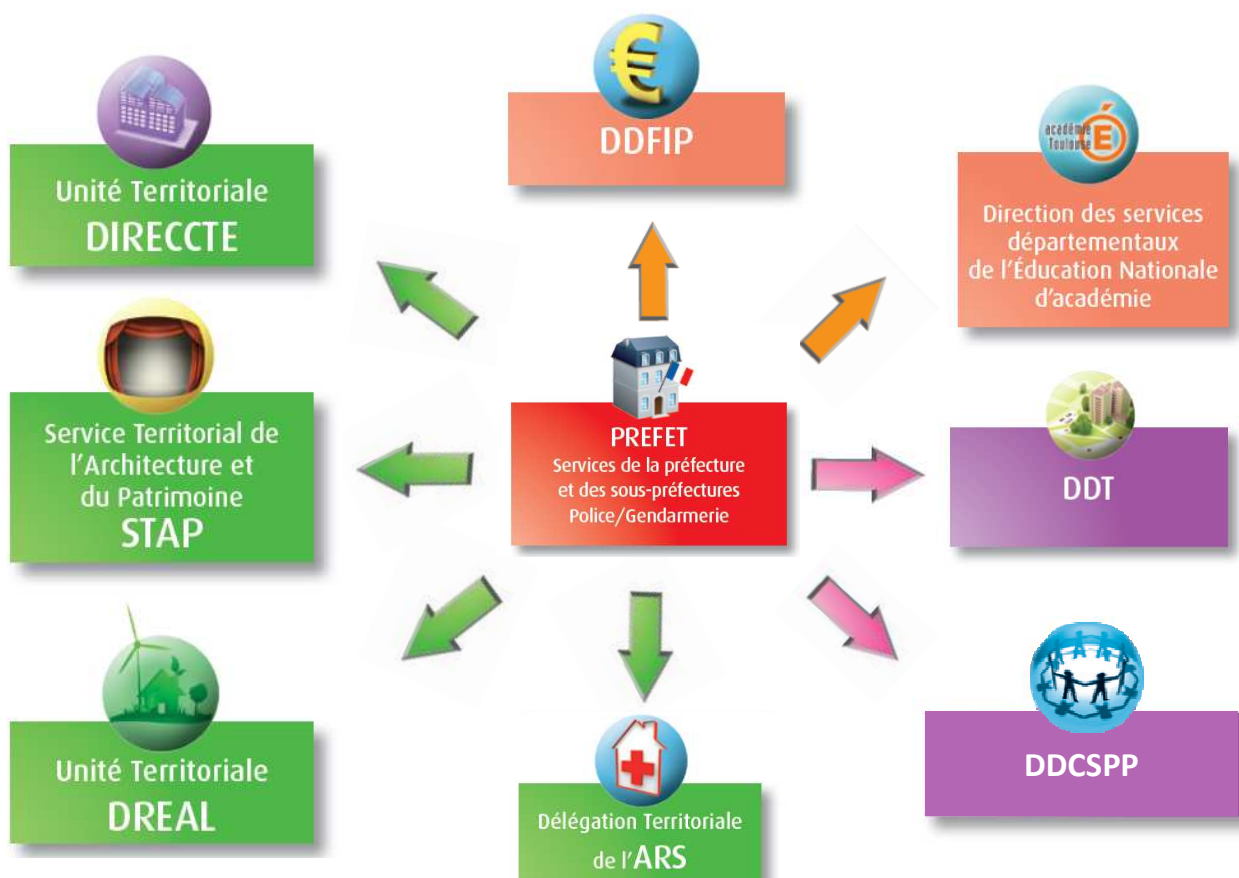 DDFIP
académie
Toulouse
É
Unité Territoriale
DIRECCTE
Direction des services
départementaux
de l'Éducation Nationale
d'académie
Service Territorial de
l'Architecture et
du Patrimoine
STAP
PREFET
Services de la préfecture
et des sous-préfectures
Police/Gendarmerie
DDT
Unité Territoriale
DREAL
Délégation Territoriale
de l'ARS
DDCSPP